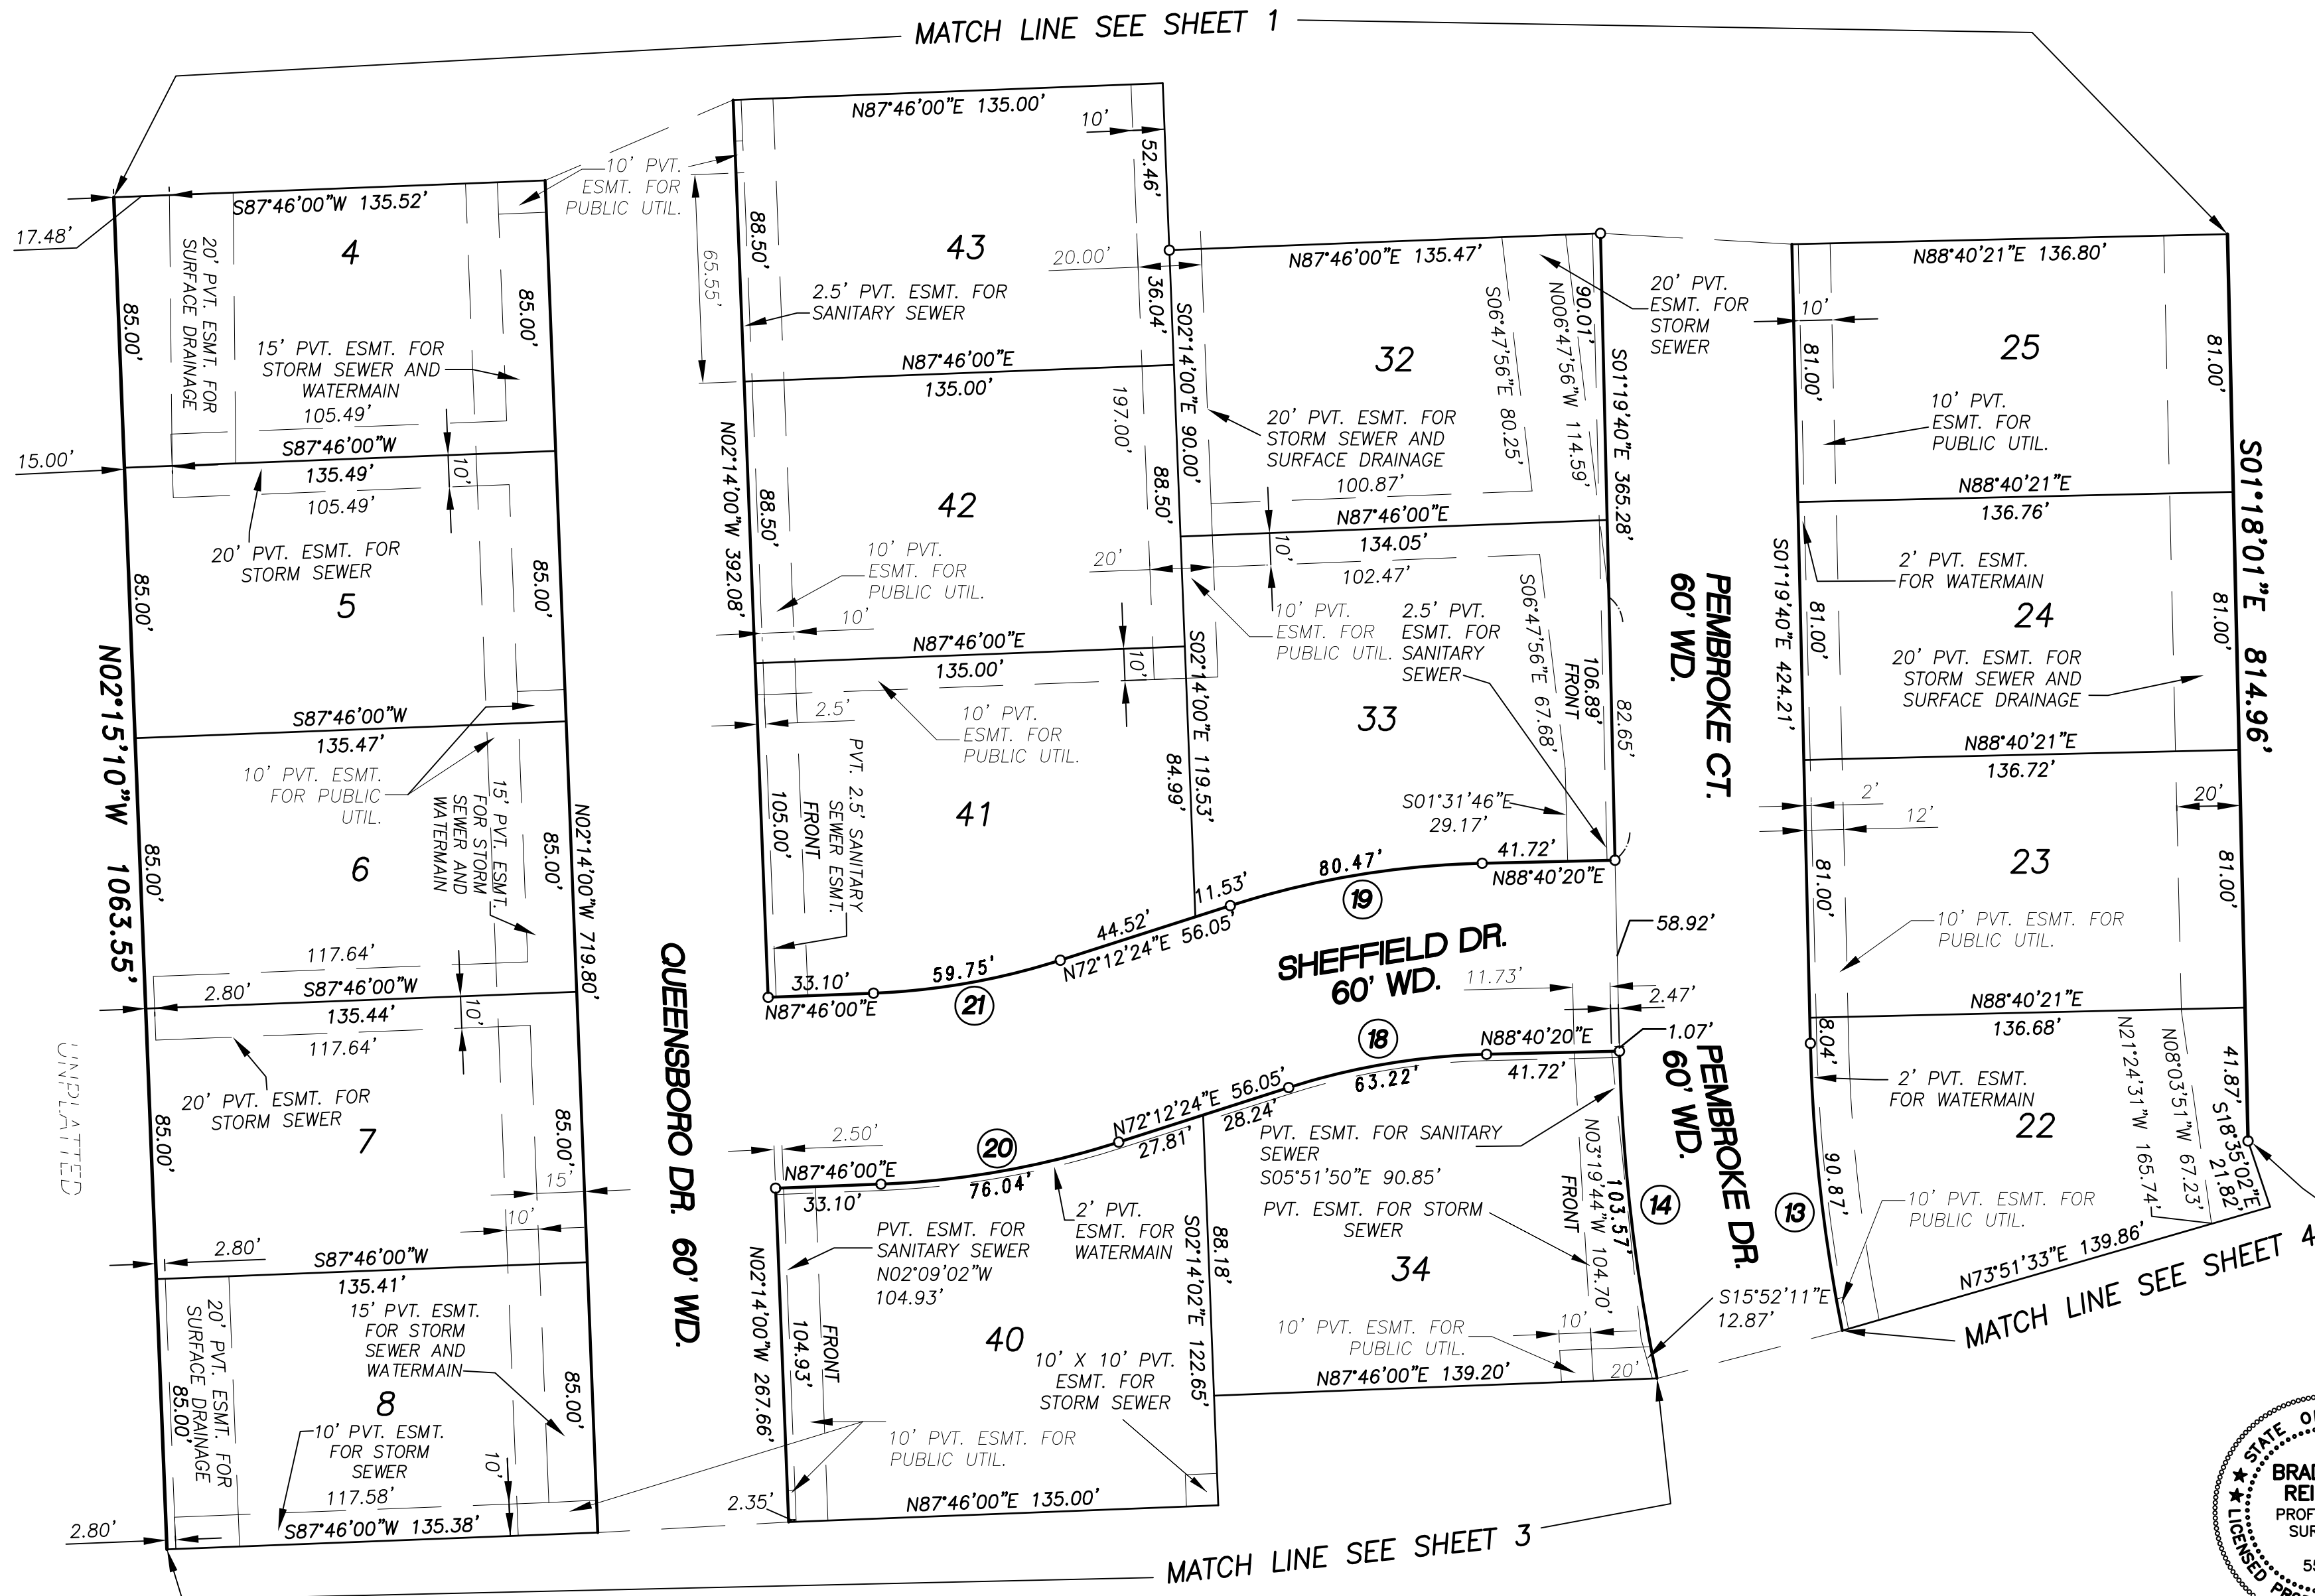 MATCH LINE SEE SHEET 1
17.48'
S87°46'00"W 135.52'
4
20' PVT. ESMT. FOR
SURFACE DRAINAGE
85.00'
85.00'
15' PVT. ESMT. FOR
STORM SEWER AND
WATERMAIN
105.49'
S87°46'00"W
135.49'
105.49'
10'
15.00'
20' PVT. ESMT. FOR
STORM SEWER
5
85.00'
85.00'
S87°46'00"W
135.47'
10' PVT. ESMT.
FOR PUBLIC
UTIL.
15' PVT. ESMT.
FOR STORM
SEWER AND
WATERMAIN
6
85.00'
85.00'
N02°15'10"W 1063.55'
N02°14'00"W 719.80'
117.64'
2.80'
S87°46'00"W
135.44'
117.64'
10'
20' PVT. ESMT. FOR
STORM SEWER
7
85.00'
85.00'
15'
10'
UNPLATTED
2.80'
S87°46'00"W
135.41'
15' PVT. ESMT.
FOR STORM
SEWER AND
WATERMAIN
20' PVT. ESMT. FOR
SURFACE DRAINAGE
8
85.00'
85.00'
10' PVT. ESMT.
FOR STORM
SEWER
10'
117.58'
S87°46'00"W 135.38'
2.80'
QUEENSBORO DR. 60' WD.
10' PVT.
ESMT. FOR
PUBLIC UTIL.
N87°46'00"E 135.00'
10'
52.46'
88.50'
65.55'
43
2.5' PVT. ESMT. FOR
SANITARY SEWER
20.00'
36.04'
N87°46'00"E
135.00'
197.00'
N02°14'00"W 392.08'
88.50'
42
88.50'
10' PVT.
ESMT. FOR
PUBLIC UTIL.
20'
10'
N87°46'00"E
135.00'
10'
2.5'
10' PVT.
ESMT. FOR
PUBLIC UTIL.
PVT. 2.5' SANITARY
SEWER ESMT.
105.00'
FRONT
41
84.99'
S02°14'00"E 119.53'
33.10'
N87°46'00"E
59.75'
21
44.52'
N72°12'24"E 56.05'
11.53'
80.47'
19
41.72'
N88°40'20"E
N87°46'00"E 135.47'
S02°14'00"E 90.00'
32
S06°47'56"E 80.25'
N006°47'56"W 114.59'
90.01'
S01°19'40"E 365.28'
20' PVT.
ESMT. FOR
STORM
SEWER
20' PVT. ESMT. FOR
STORM SEWER AND
SURFACE DRAINAGE
100.87'
N87°46'00"E
134.05'
102.47'
10'
10' PVT.
ESMT. FOR
PUBLIC UTIL.
2.5' PVT.
ESMT. FOR
SANITARY
SEWER
S06°47'56"E 67.68'
106.89'
FRONT
82.65'
33
S01°31'46"E
29.17'
PEMBROKE CT.
60' WD.
SHEFFIELD DR.
60' WD.
58.92'
11.73'
2.47'
1.07'
2.50'
N87°46'00"E
33.10'
20
76.04'
N72°12'24"E 56.05'
27.81'
28.24'
18
63.22'
N88°40'20"E
41.72'
PVT. ESMT. FOR
SANITARY SEWER
N02°09'02"W
104.93'
2' PVT.
ESMT. FOR
WATERMAIN
N02°14'00"W 267.66'
104.93'
FRONT
40
S02°14'02"E 122.65'
88.18'
10' X 10' PVT.
ESMT. FOR
STORM SEWER
10' PVT. ESMT. FOR
PUBLIC UTIL.
2.35'
N87°46'00"E 135.00'
PVT. ESMT. FOR SANITARY
SEWER
S05°51'50"E 90.85'
PVT. ESMT. FOR STORM
SEWER
34
N03°19'44"W 104.70'
FRONT
103.57'
14
10' PVT. ESMT. FOR
PUBLIC UTIL.
10'
20'
N87°46'00"E 139.20'
S15°52'11"E
12.87'
PEMBROKE DR.
60' WD.
N88°40'21"E 136.80'
10'
81.00'
25
81.00'
10' PVT.
ESMT. FOR
PUBLIC UTIL.
N88°40'21"E
136.76'
2' PVT. ESMT.
FOR WATERMAIN
S01°19'40"E 424.21'
81.00'
24
81.00'
20' PVT. ESMT. FOR
STORM SEWER AND
SURFACE DRAINAGE
S01°18'01"E 814.96'
N88°40'21"E
136.72'
2'
12'
20'
81.00'
23
81.00'
10' PVT. ESMT. FOR
PUBLIC UTIL.
N88°40'21"E
136.68'
8.04'
2' PVT. ESMT.
FOR WATERMAIN
22
N21°24'31"W 165.74'
N08°03'51"W 67.23'
41.87'
S18°35'02"E
21.82'
90.87'
13
10' PVT. ESMT. FOR
PUBLIC UTIL.
N73°51'33"E 139.86'
MATCH LINE SEE SHEET 4
MATCH LINE SEE SHEET 3
STATE
LICENSED